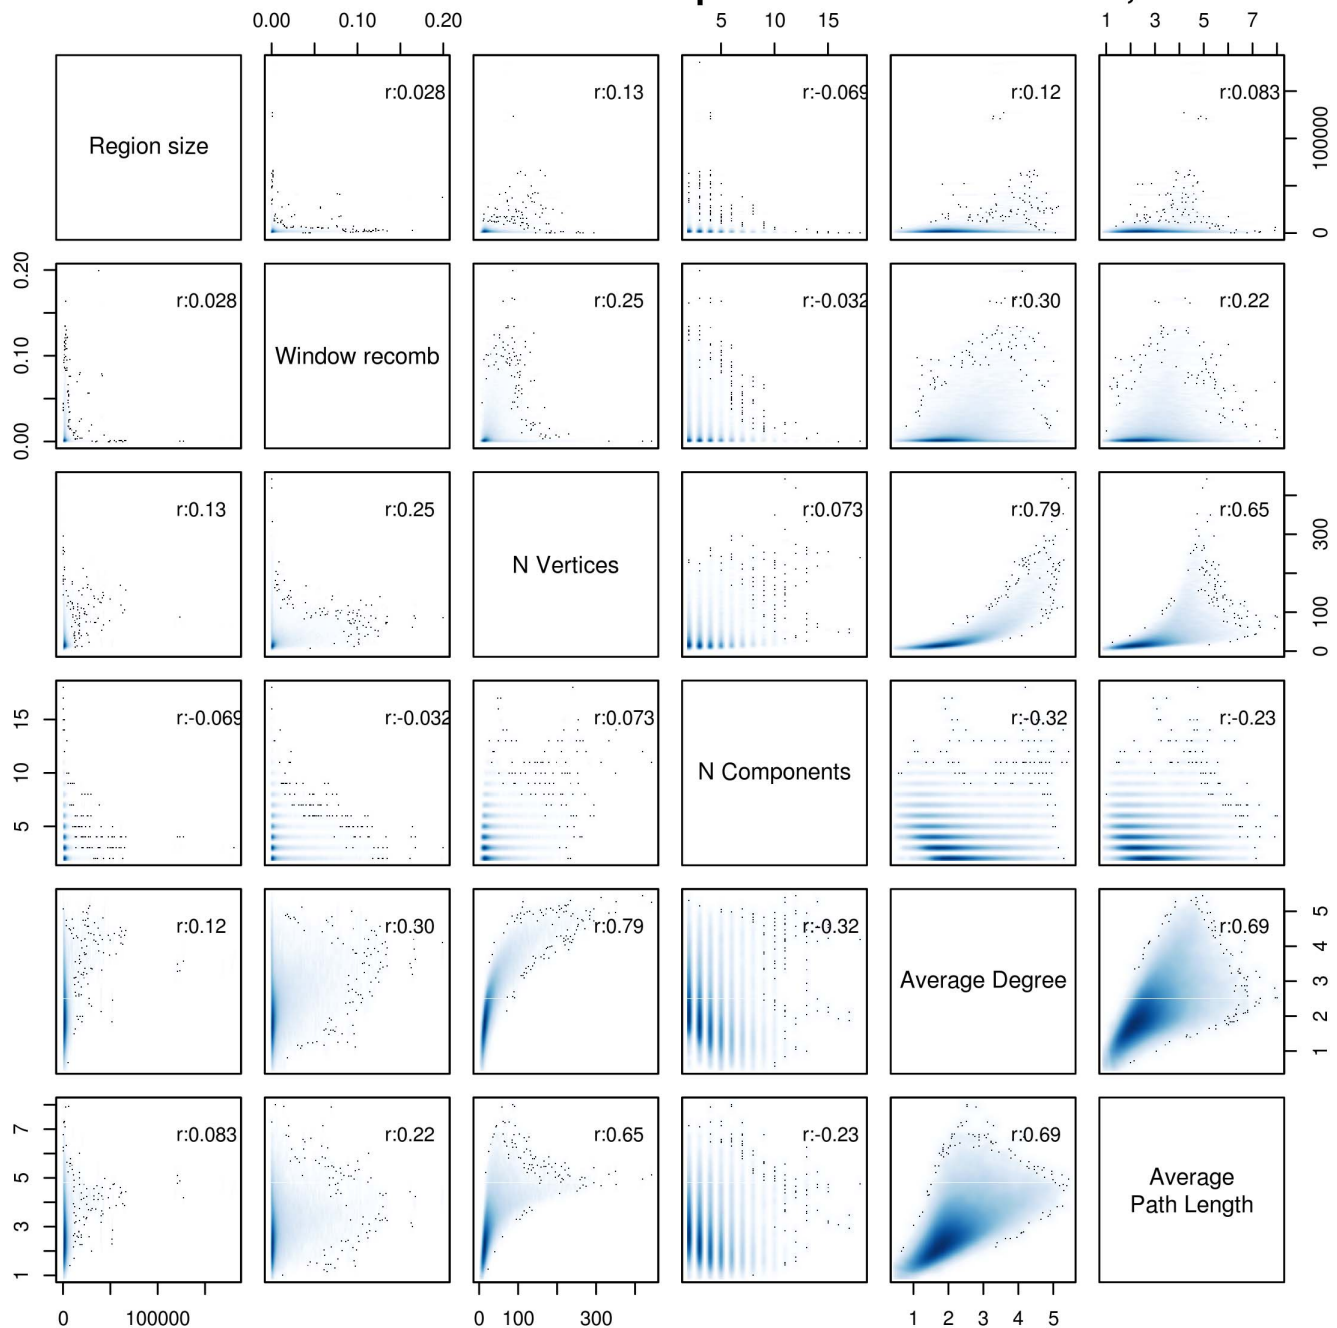 0.00 0.10 0.20 5 10 15 1 3 5 7
Region size r:0.028 r:0.13 r:-0.069 r:0.12 r:0.083 0 100000
0.00 0.10 0.20 r:0.028 Window recomb r:0.25 r:-0.032 r:0.30 r:0.22
r:0.13 r:0.25 N Vertices r:0.073 r:0.79 r:0.65 0 100 300
5 10 15 r:-0.069 r:-0.032 r:0.073 N Components r:-0.32 r:-0.23
r:0.12 r:0.30 r:0.79 r:-0.32 Average Degree r:0.69 1 2 3 4 5
1 3 5 7 r:0.083 r:0.22 r:0.65 r:-0.23 r:0.69 Average
Path Length
0 100000 0 100 300 1 2 3 4 5